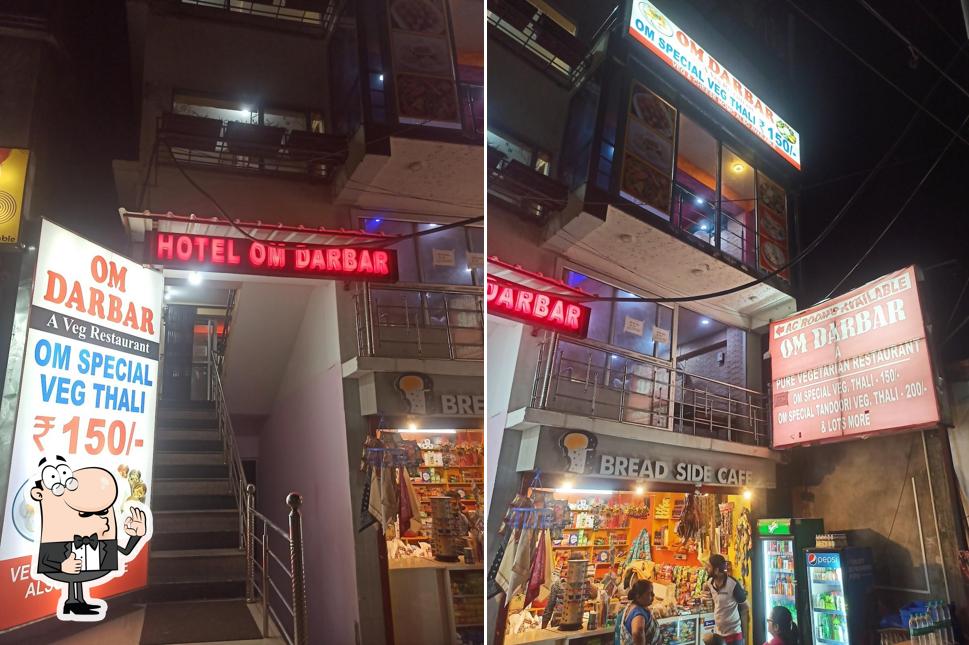 HOTEL OM DARBAR
OM
DARBAR
A Veg Restaurant
OM SPECIAL
VEG THALI
₹150/-
BRE
OM DARBAR
OM SPECIAL VEG THALI ₹ 150/-
DARBAR
AC ROOMS AVAILABLE
OM DARBAR
A
PURE VEGETARIAN RESTAURANT
OM SPECIAL VEG. THALI - 150/-
OM SPECIAL TANDOORI VEG. THALI - 200/-
& LOTS MORE
BREAD SIDE CAFE
pepsi